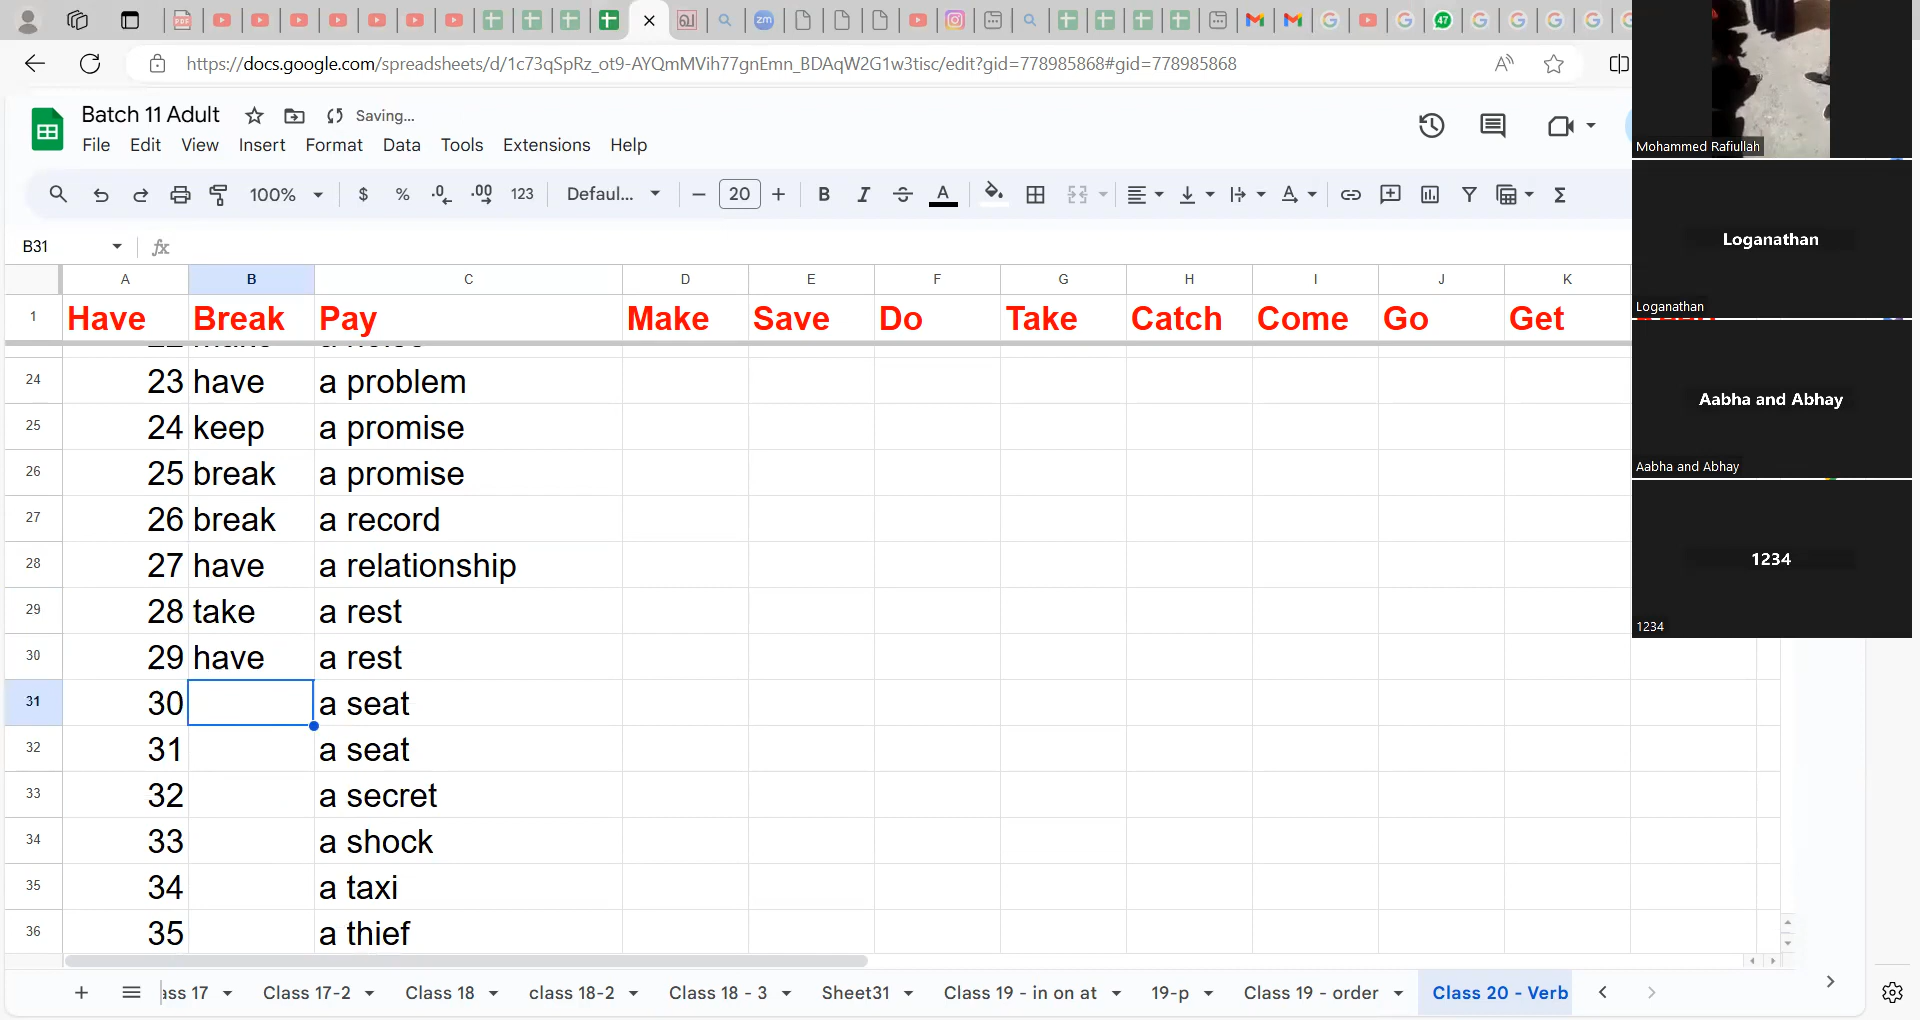 https://docs.google.com/spreadsheets/d/1c73qSpRz_ot9-AYQmMVih77gnEmn_BDAqW2G1w3tisc/edit?gid=778985868#gid=778985868
Batch 11 Adult
Saving...
File Edit View Insert Format Data Tools Extensions Help
100% $ % .0 .00 123 Defaul... 20 B I A
B31 fx
A B C D E F G H I J K
1 Have Break Pay Make Save Do Take Catch Come Go Get
24 23 have a problem
25 24 keep a promise
26 25 break a promise
27 26 break a record
28 27 have a relationship
29 28 take a rest
30 29 have a rest
31 30 a seat
32 31 a seat
33 32 a secret
34 33 a shock
35 34 a taxi
36 35 a thief
ass 17 Class 17-2 Class 18 class 18-2 Class 18 - 3 Sheet31 Class 19 - in on at 19-p Class 19 - order Class 20 - Verb
Mohammed Rafiullah
Loganathan
Loganathan
Aabha and Abhay
Aabha and Abhay
1234
1234